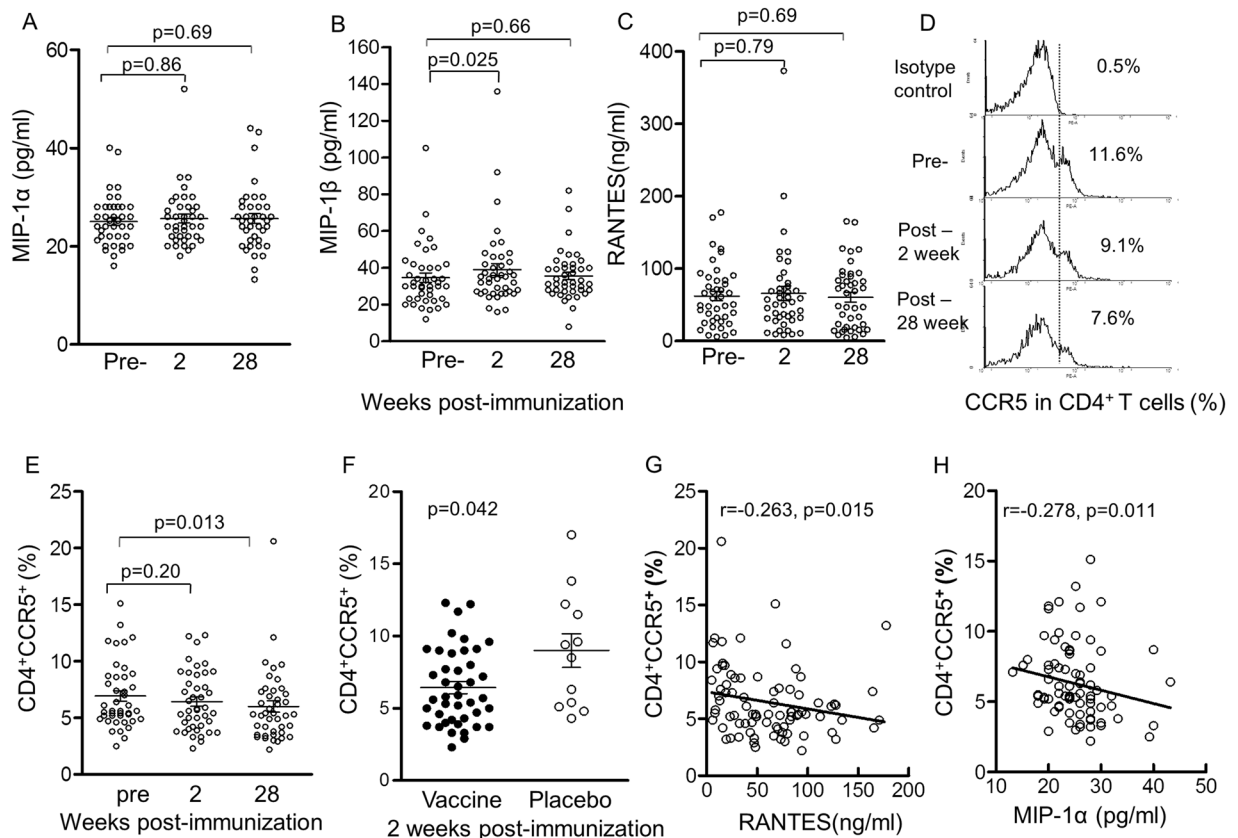 A
p=0.69
p=0.86
MIP-1α (pg/ml)
60
40
20
0
Pre- 2 28
B
p=0.66
p=0.025
MIP-1β (pg/ml)
160
140
120
100
80
60
40
20
0
Pre- 2 28
Weeks post-immunization
C
p=0.69
p=0.79
RANTES(ng/ml)
400
300
200
100
0
Pre- 2 28
D
Isotype
control
0.5%
PE-A
Pre-
11.6%
PE-A
Post –
2 week
9.1%
PE-A
Post –
28 week
7.6%
PE-A
CCR5 in CD4⁺ T cells (%)
E
p=0.013
p=0.20
CD4⁺CCR5⁺ (%)
25
20
15
10
5
0
pre 2 28
Weeks post-immunization
F
p=0.042
CD4⁺CCR5⁺ (%)
20
15
10
5
0
Vaccine Placebo
2 weeks post-immunization
G
r=-0.263, p=0.015
CD4⁺CCR5⁺ (%)
25
20
15
10
5
0
0 50 100 150 200
RANTES(ng/ml)
H
r=-0.278, p=0.011
CD4⁺CCR5⁺ (%)
20
15
10
5
0
10 20 30 40 50
MIP-1α (pg/ml)